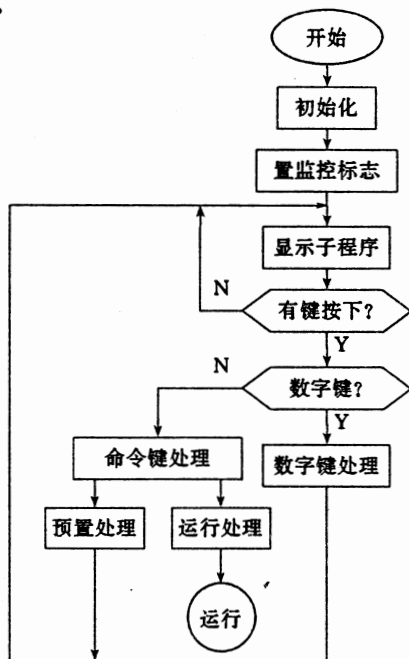 开始
初始化
置监控标志
显示子程序
N
有键按下?
Y
N
数字键?
Y
命令键处理
数字键处理
预置处理
运行处理
运行